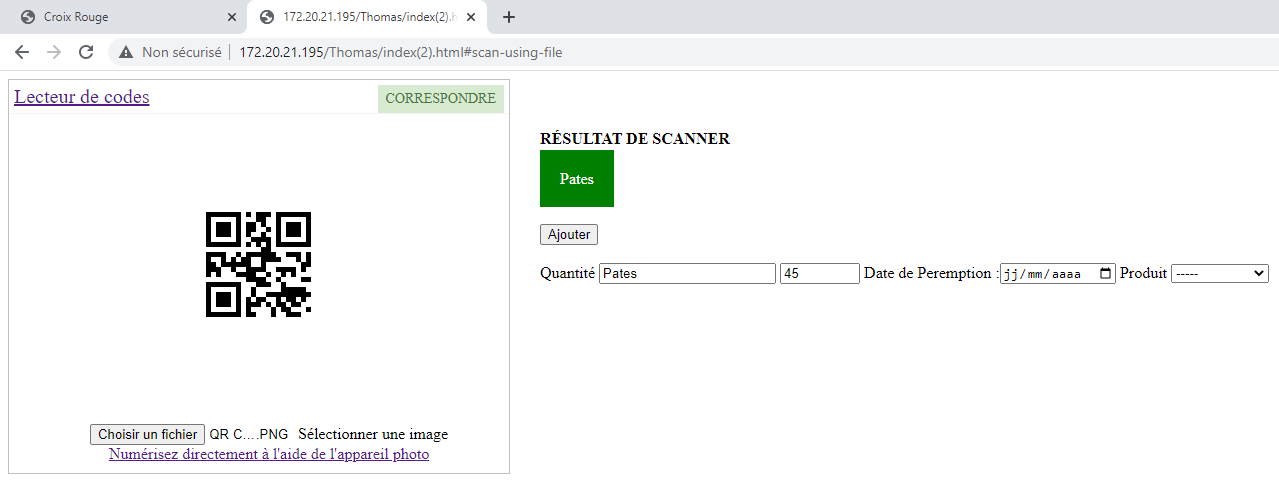 Croix Rouge
172.20.21.195/Thomas/index(2).h
Non sécurisé
172.20.21.195/Thomas/index(2).html#scan-using-file
Lecteur de codes
CORRESPONDRE
Choisir un fichier QR C....PNG Sélectionner une image
Numérisez directement à l'aide de l'appareil photo
RÉSULTAT DE SCANNER
Pates
Ajouter
Quantité Pates 45 Date de Peremption : jj/mm/aaaa Produit -----